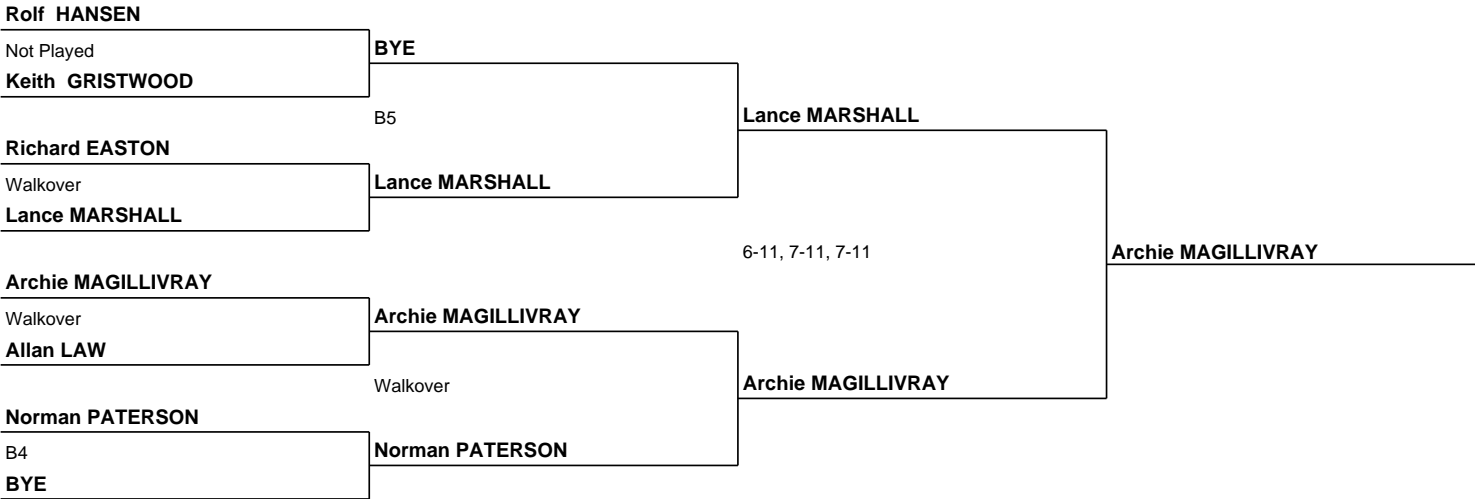 Rolf HANSEN
Not Played
Keith GRISTWOOD
Richard EASTON
Walkover
Lance MARSHALL
Archie MAGILLIVRAY
Walkover
Allan LAW
Norman PATERSON
B4
BYE
BYE
B5
Lance MARSHALL
Archie MAGILLIVRAY
Walkover
Norman PATERSON
Lance MARSHALL
6-11, 7-11, 7-11
Archie MAGILLIVRAY
Archie MAGILLIVRAY